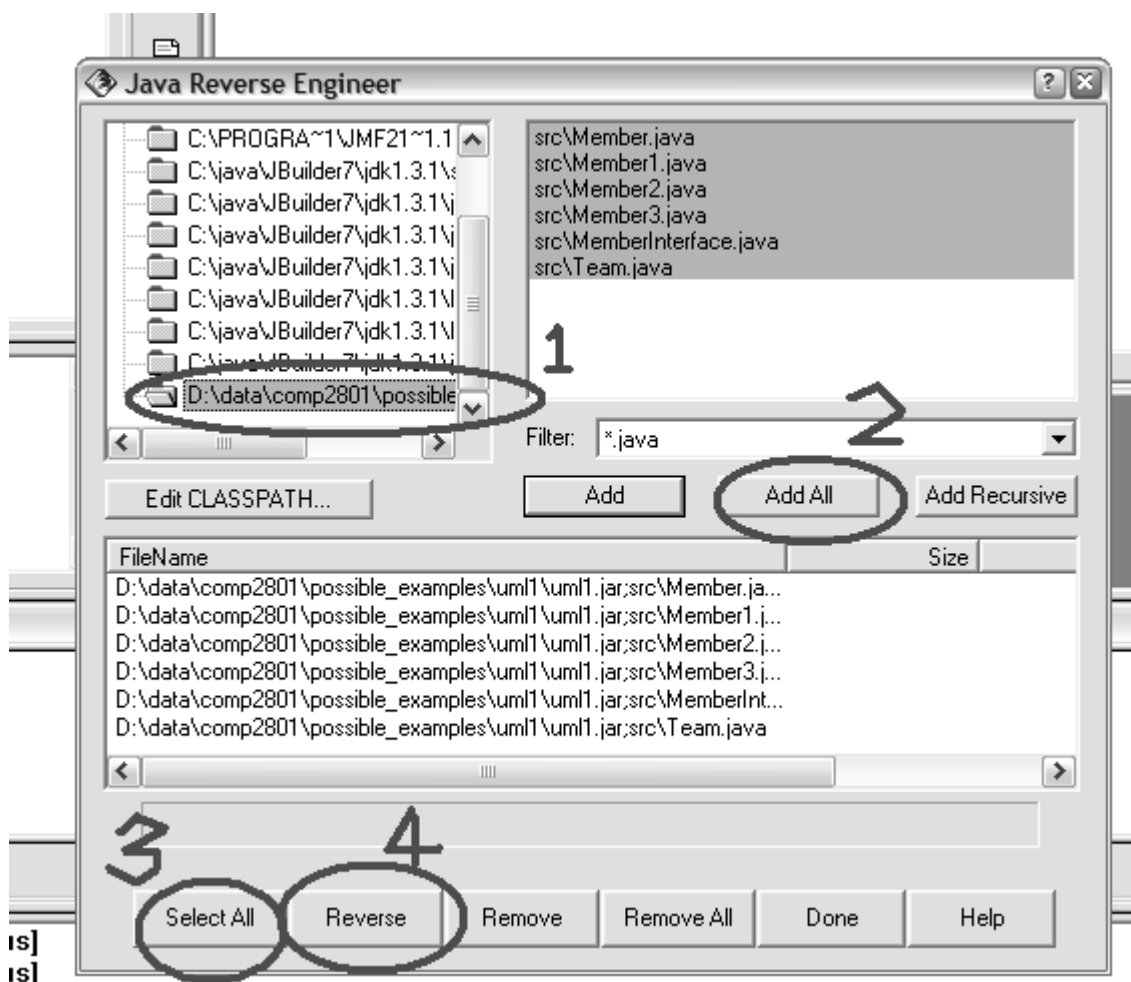 Java Reverse Engineer
C:\PROGRA~1\JMF21~1.1
C:\java\JBuilder7\jdk1.3.1\s
C:\java\JBuilder7\jdk1.3.1\j
C:\java\JBuilder7\jdk1.3.1\j
C:\java\JBuilder7\jdk1.3.1\j
C:\java\JBuilder7\jdk1.3.1\l
C:\java\JBuilder7\jdk1.3.1\l
C:\java\JBuilder7\jdk1.3.1\j
D:\data\comp2801\possible
src\Member.java
src\Member1.java
src\Member2.java
src\Member3.java
src\MemberInterface.java
src\Team.java
1
2
Filter: *.java
Edit CLASSPATH... Add Add All Add Recursive
FileName Size
D:\data\comp2801\possible_examples\uml1\uml1.jar;src\Member.ja...
D:\data\comp2801\possible_examples\uml1\uml1.jar;src\Member1.j...
D:\data\comp2801\possible_examples\uml1\uml1.jar;src\Member2.j...
D:\data\comp2801\possible_examples\uml1\uml1.jar;src\Member3.j...
D:\data\comp2801\possible_examples\uml1\uml1.jar;src\MemberInt...
D:\data\comp2801\possible_examples\uml1\uml1.jar;src\Team.java
3 4
Select All Reverse Remove Remove All Done Help